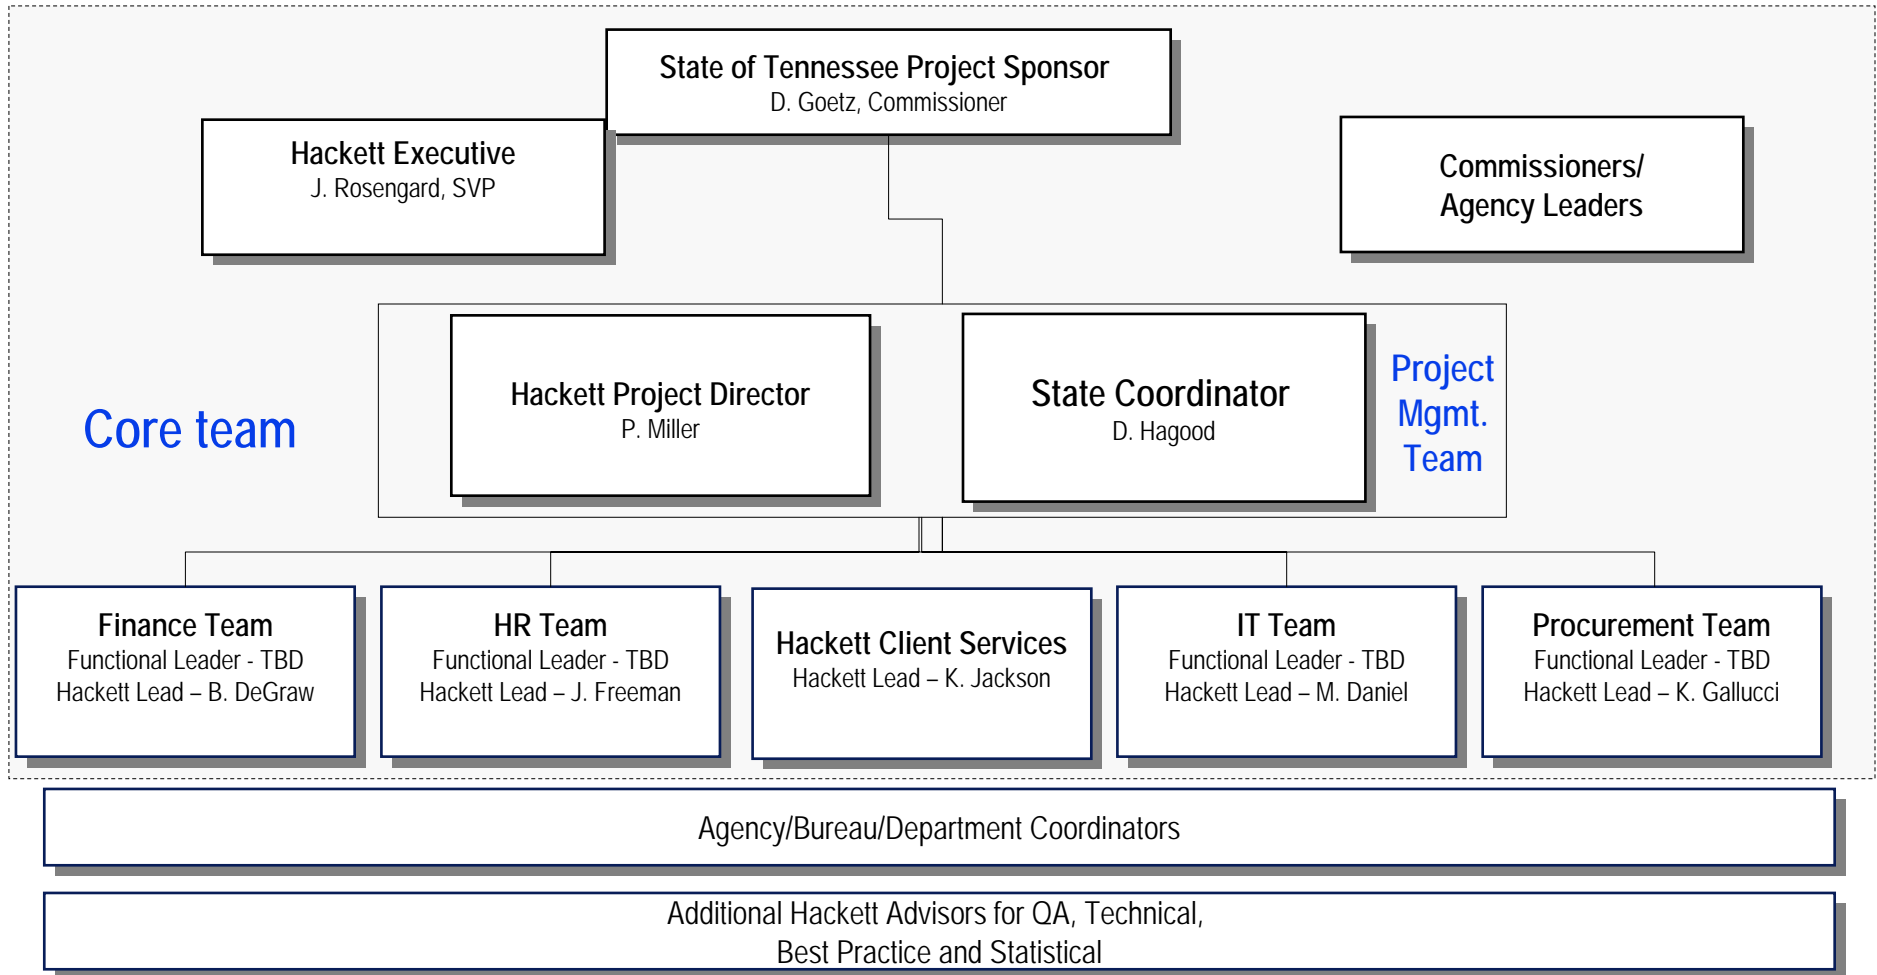 State of Tennessee Project Sponsor
D. Goetz, Commissioner
Hackett Executive
J. Rosengard, SVP
Commissioners/
Agency Leaders
Core team
Hackett Project Director
P. Miller
State Coordinator
D. Hagood
Project
Mgmt.
Team
Finance Team
Functional Leader - TBD
Hackett Lead – B. DeGraw
HR Team
Functional Leader - TBD
Hackett Lead – J. Freeman
Hackett Client Services
Hackett Lead – K. Jackson
IT Team
Functional Leader - TBD
Hackett Lead – M. Daniel
Procurement Team
Functional Leader - TBD
Hackett Lead – K. Gallucci
Agency/Bureau/Department Coordinators
Additional Hackett Advisors for QA, Technical,
Best Practice and Statistical